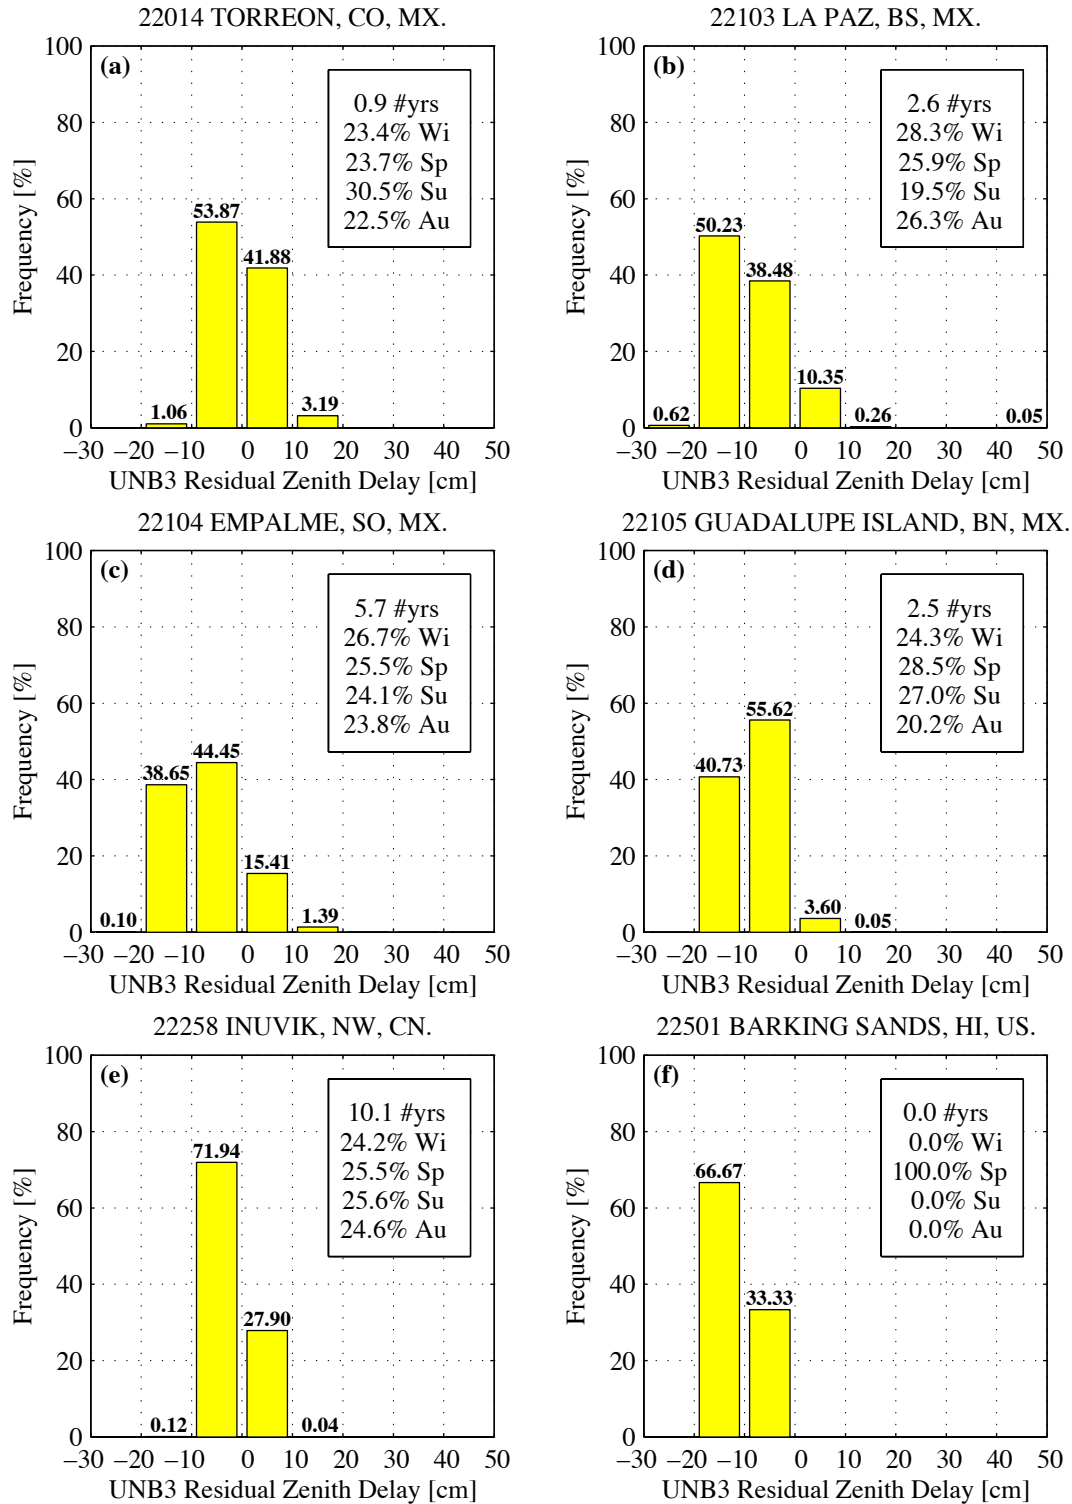 22014 TORREON, CO, MX.
(a)
0.9 #yrs
23.4% Wi
23.7% Sp
30.5% Su
22.5% Au
Frequency [%]
100
80
60
40
20
0
1.06
53.87
41.88
3.19
−30 −20 −10 0 10 20 30 40 50
UNB3 Residual Zenith Delay [cm]
22103 LA PAZ, BS, MX.
(b)
2.6 #yrs
28.3% Wi
25.9% Sp
19.5% Su
26.3% Au
Frequency [%]
100
80
60
40
20
0
0.62
50.23
38.48
10.35
0.26
0.05
−30 −20 −10 0 10 20 30 40 50
UNB3 Residual Zenith Delay [cm]
22104 EMPALME, SO, MX.
(c)
5.7 #yrs
26.7% Wi
25.5% Sp
24.1% Su
23.8% Au
Frequency [%]
100
80
60
40
20
0
0.10
38.65
44.45
15.41
1.39
−30 −20 −10 0 10 20 30 40 50
UNB3 Residual Zenith Delay [cm]
22105 GUADALUPE ISLAND, BN, MX.
(d)
2.5 #yrs
24.3% Wi
28.5% Sp
27.0% Su
20.2% Au
Frequency [%]
100
80
60
40
20
0
40.73
55.62
3.60
0.05
−30 −20 −10 0 10 20 30 40 50
UNB3 Residual Zenith Delay [cm]
22258 INUVIK, NW, CN.
(e)
10.1 #yrs
24.2% Wi
25.5% Sp
25.6% Su
24.6% Au
Frequency [%]
100
80
60
40
20
0
0.12
71.94
27.90
0.04
−30 −20 −10 0 10 20 30 40 50
UNB3 Residual Zenith Delay [cm]
22501 BARKING SANDS, HI, US.
(f)
0.0 #yrs
0.0% Wi
100.0% Sp
0.0% Su
0.0% Au
Frequency [%]
100
80
60
40
20
0
66.67
33.33
−30 −20 −10 0 10 20 30 40 50
UNB3 Residual Zenith Delay [cm]